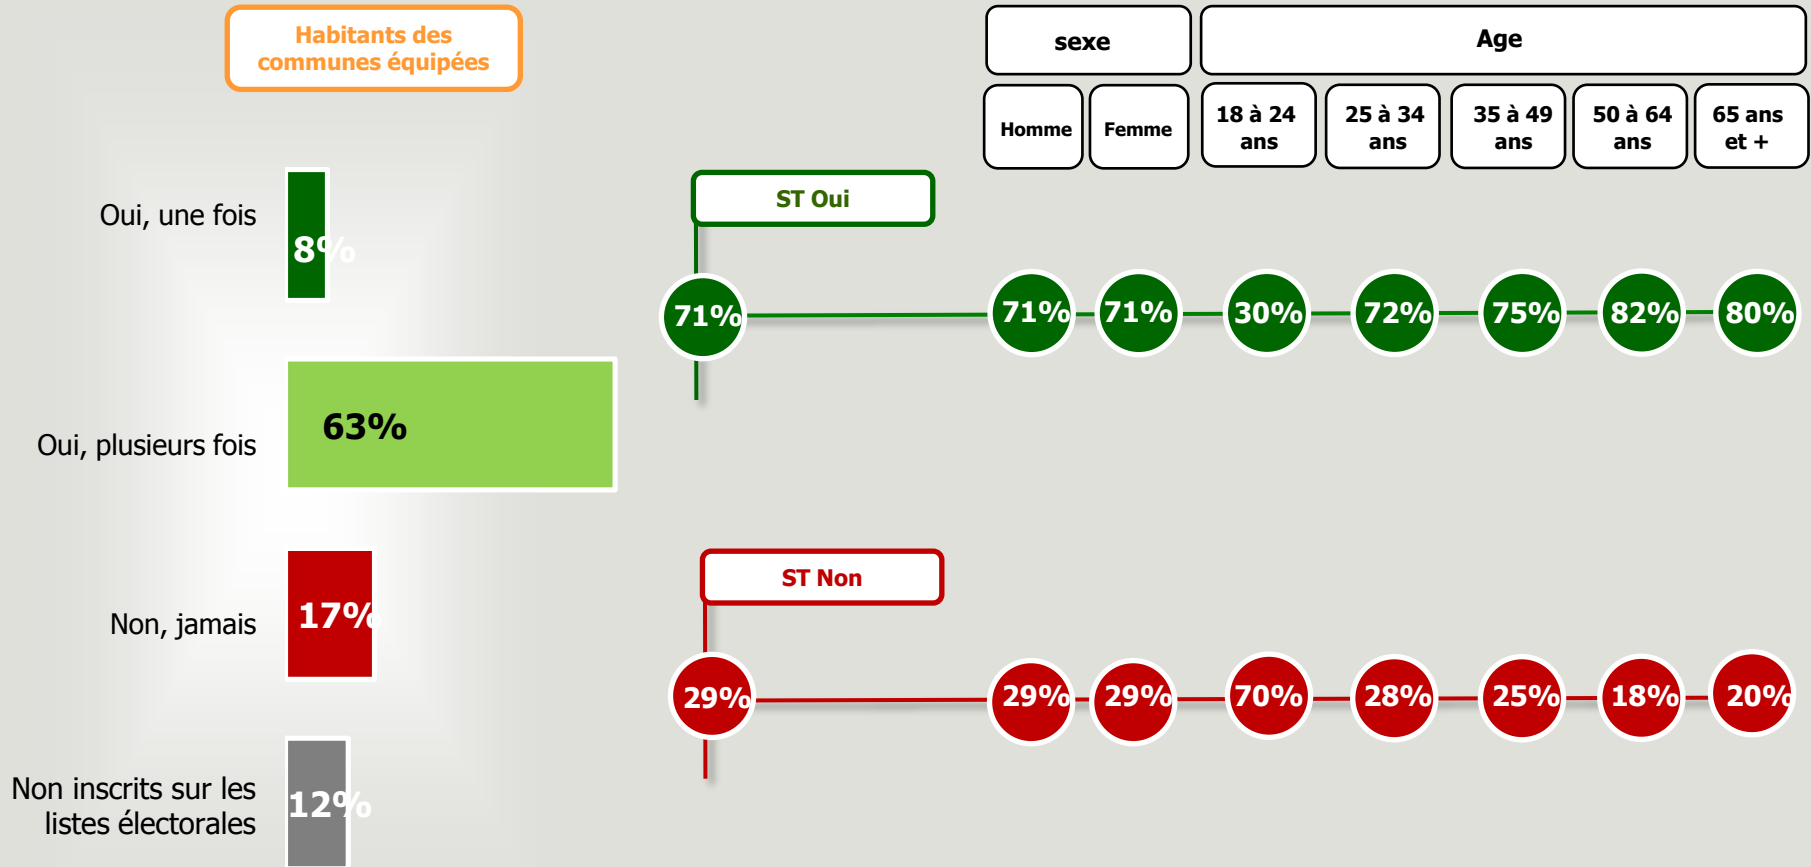 Habitants des
communes équipées
sexe
Age
Homme
Femme
18 à 24
ans
25 à 34
ans
35 à 49
ans
50 à 64
ans
65 ans
et +
Oui, une fois
8%
ST Oui
71%
71%
71%
30%
72%
75%
82%
80%
Oui, plusieurs fois
63%
ST Non
Non, jamais
17%
29%
29%
29%
70%
28%
25%
18%
20%
Non inscrits sur les
listes électorales
12%